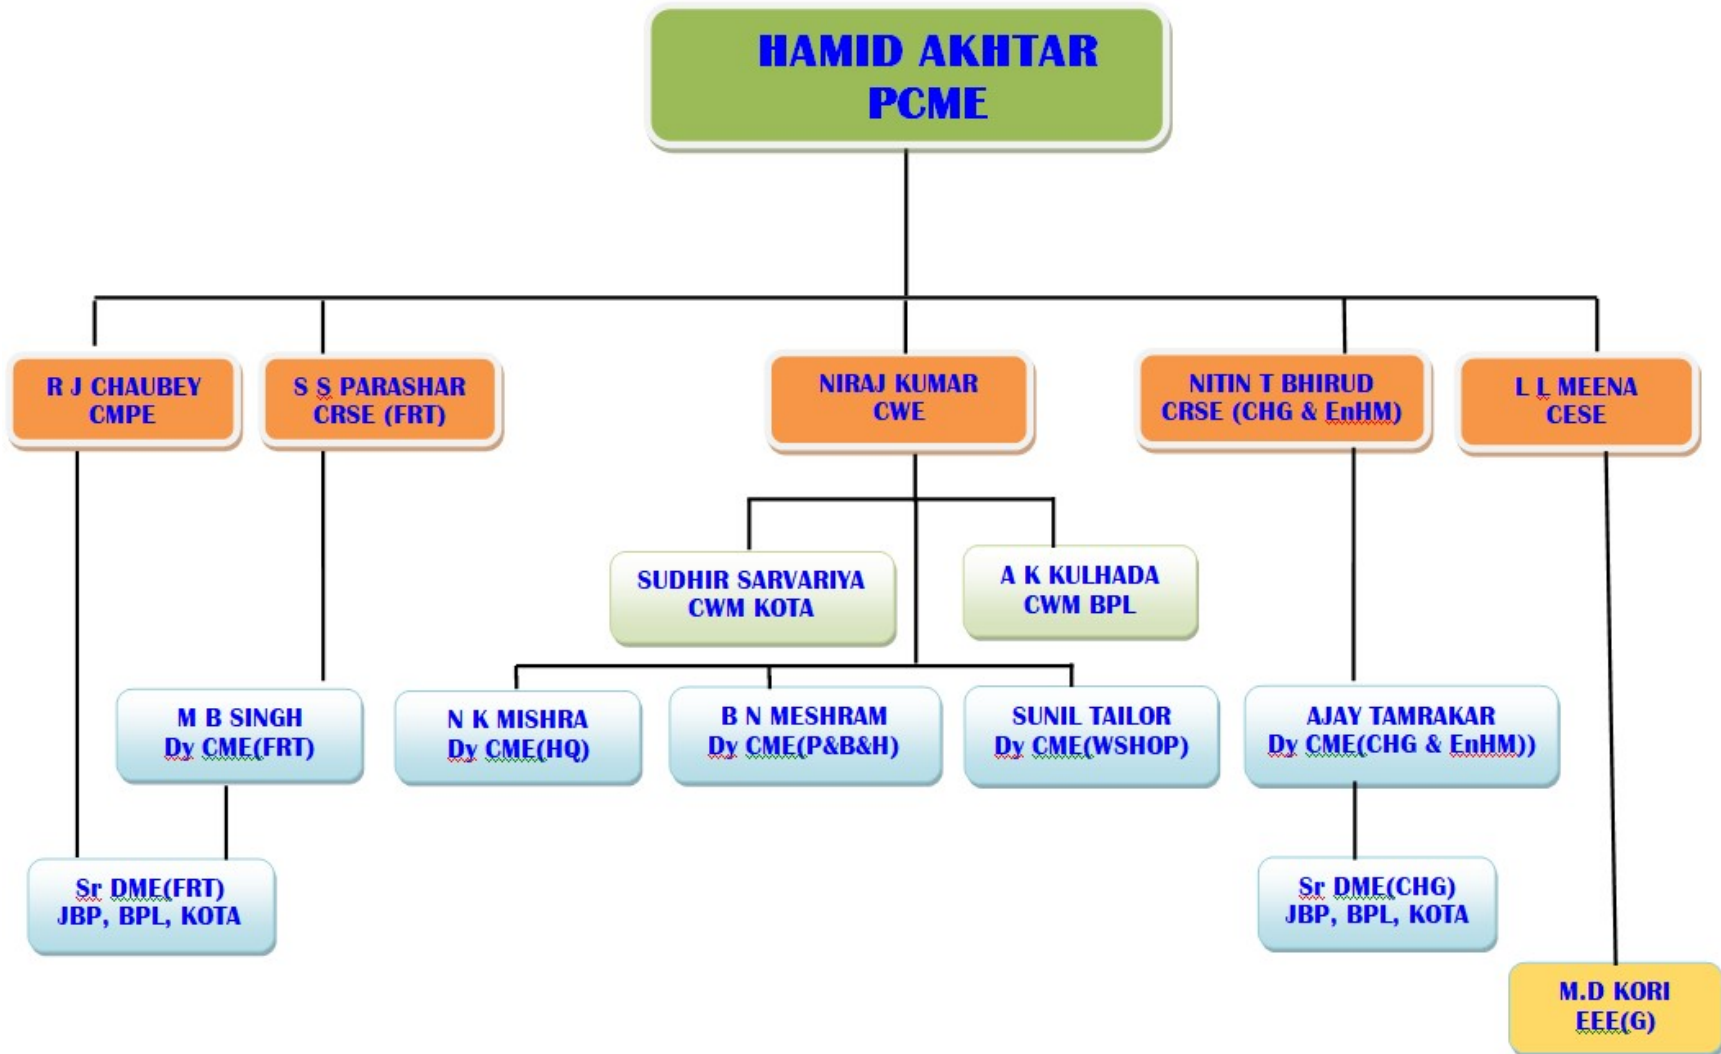 HAMID AKHTAR
PCME
R J CHAUBEY
CMPE
S S PARASHAR
CRSE (FRT)
NIRAJ KUMAR
CWE
NITIN T BHIRUD
CRSE (CHG & EnHM)
L L MEENA
CESE
SUDHIR SARVARIYA
CWM KOTA
A K KULHADA
CWM BPL
M B SINGH
Dy CME(FRT)
N K MISHRA
Dy CME(HQ)
B N MESHRAM
Dy CME(P&B&H)
SUNIL TAILOR
Dy CME(WSHOP)
AJAY TAMRAKAR
Dy CME(CHG & EnHM))
Sr DME(FRT)
JBP, BPL, KOTA
Sr DME(CHG)
JBP, BPL, KOTA
M.D KORI
EEE(G)